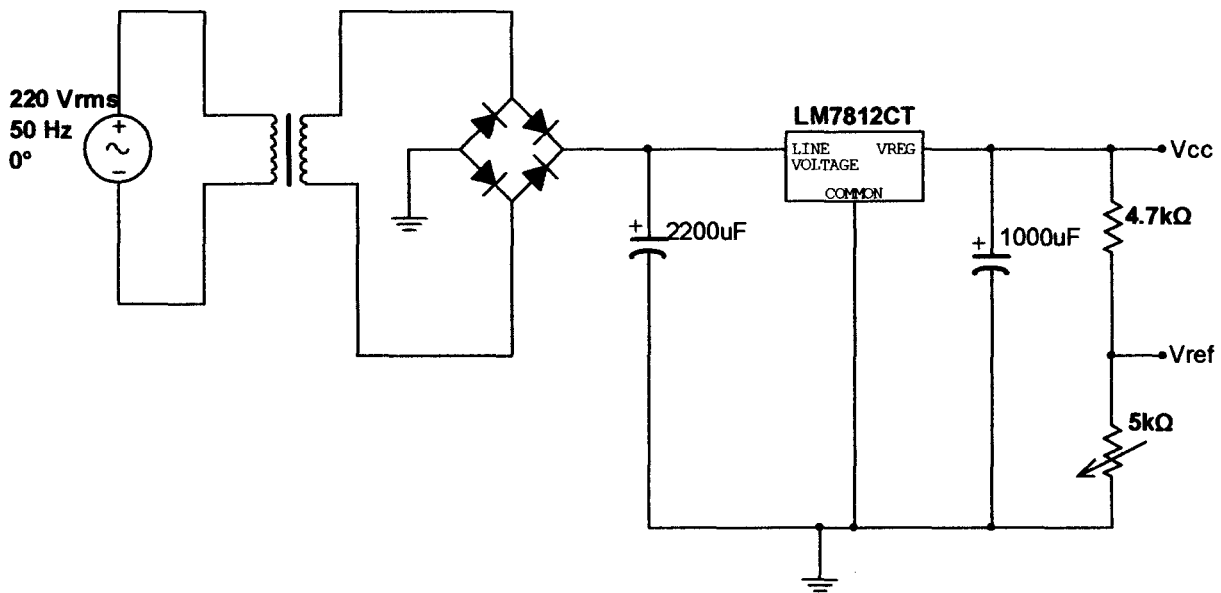 220 Vrms
50 Hz
0°
+
~
−
LM7812CT
LINE VREG
VOLTAGE
COMMON
Vcc
4.7kΩ
+ 2200uF
+ 1000uF
Vref
5kΩ